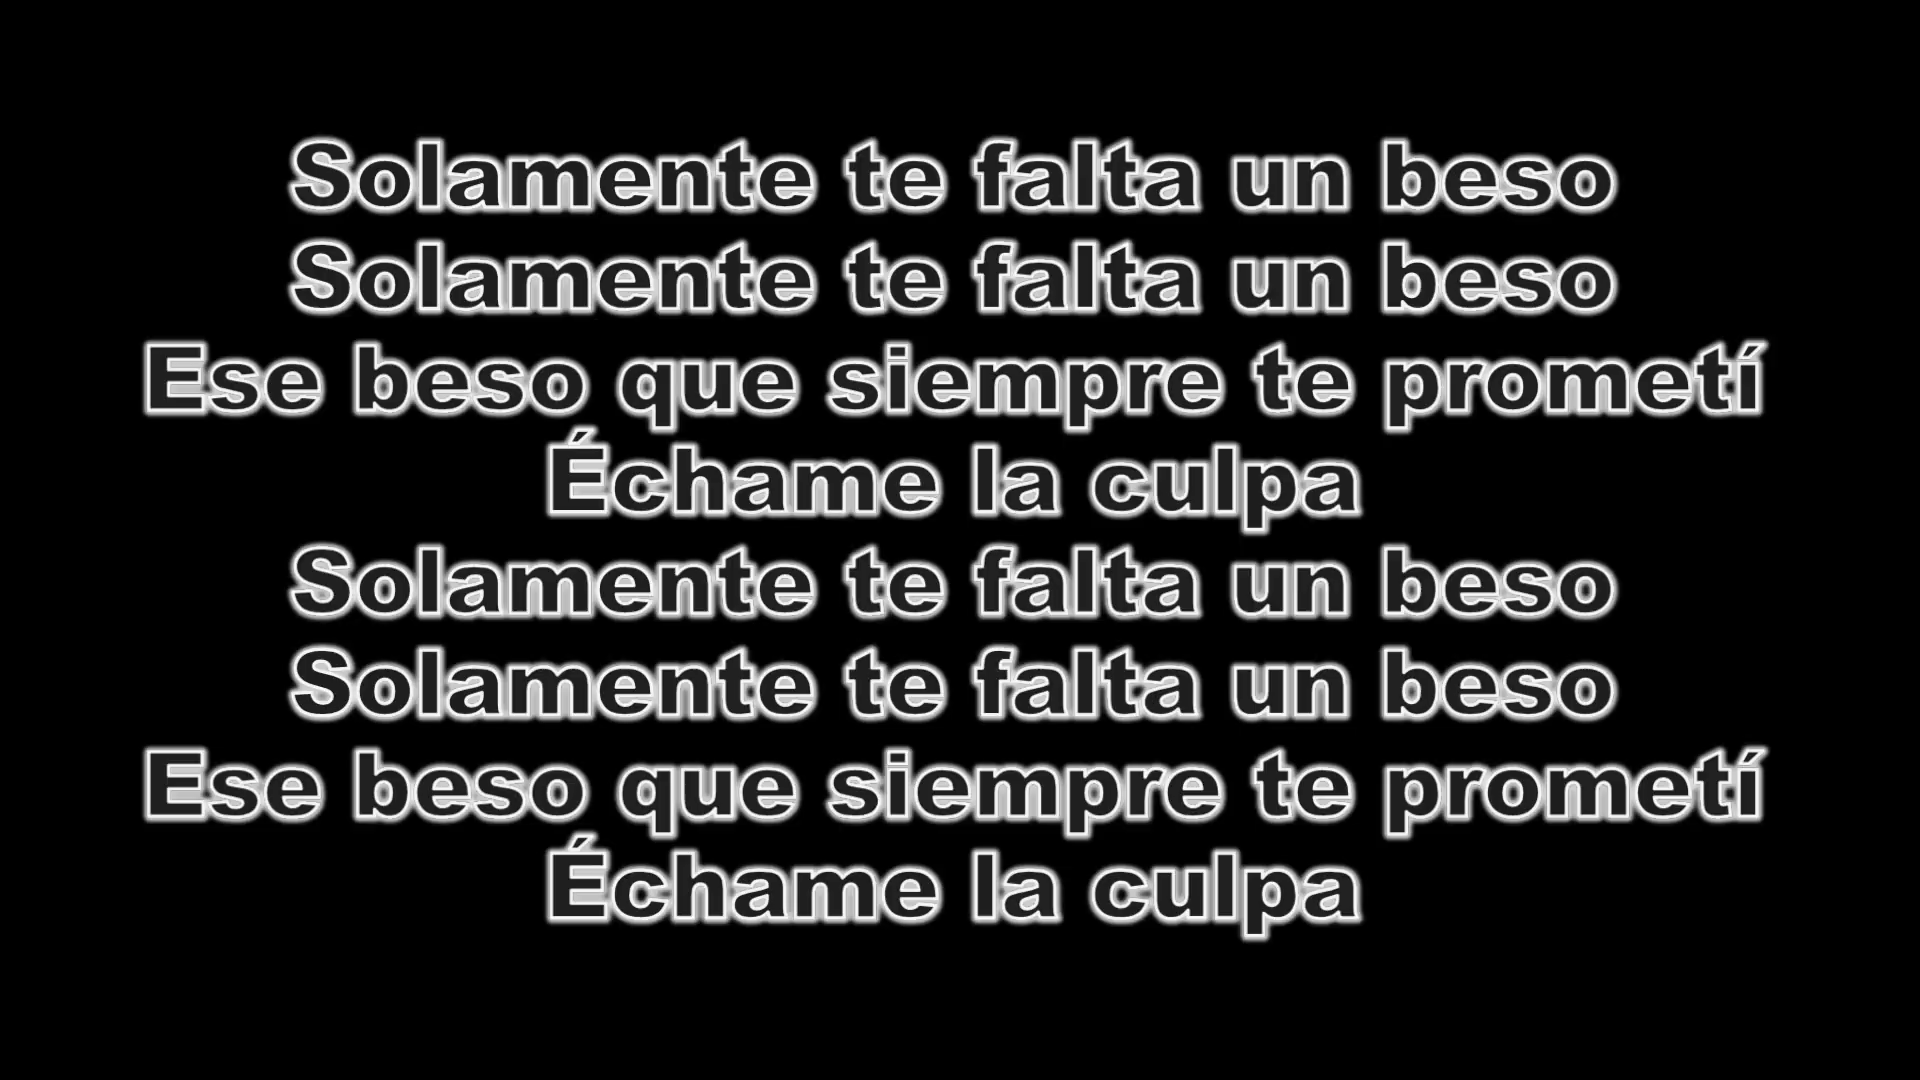 Solamente te falta un beso
Solamente te falta un beso
Ese beso que siempre te prometí
Échame la culpa
Solamente te falta un beso
Solamente te falta un beso
Ese beso que siempre te prometí
Échame la culpa